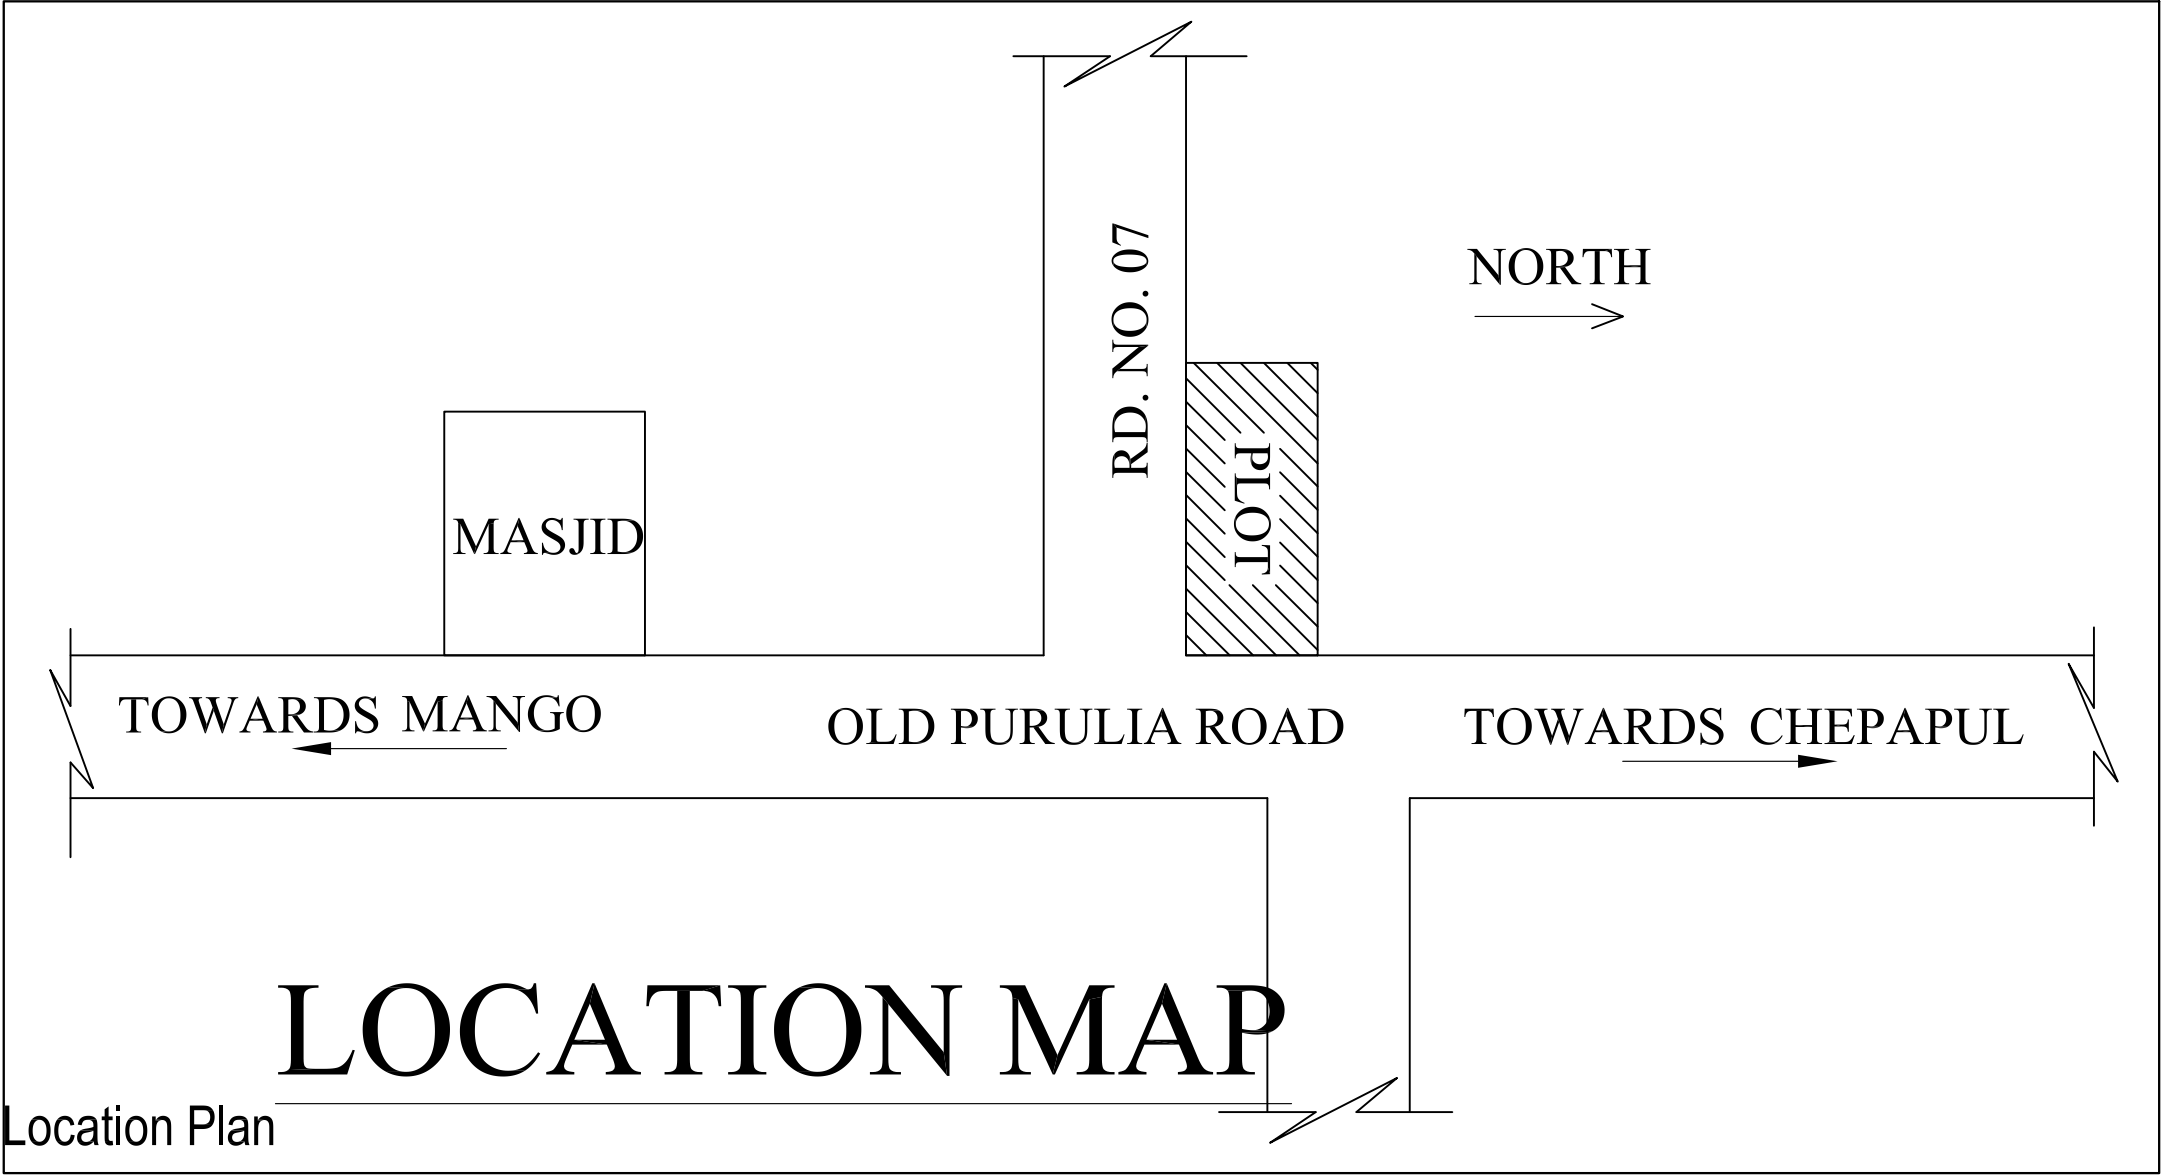 RD. NO. 07
NORTH
PLOT
MASJID
TOWARDS MANGO
OLD PURULIA ROAD
TOWARDS CHEPAPUL
LOCATION MAP
Location Plan